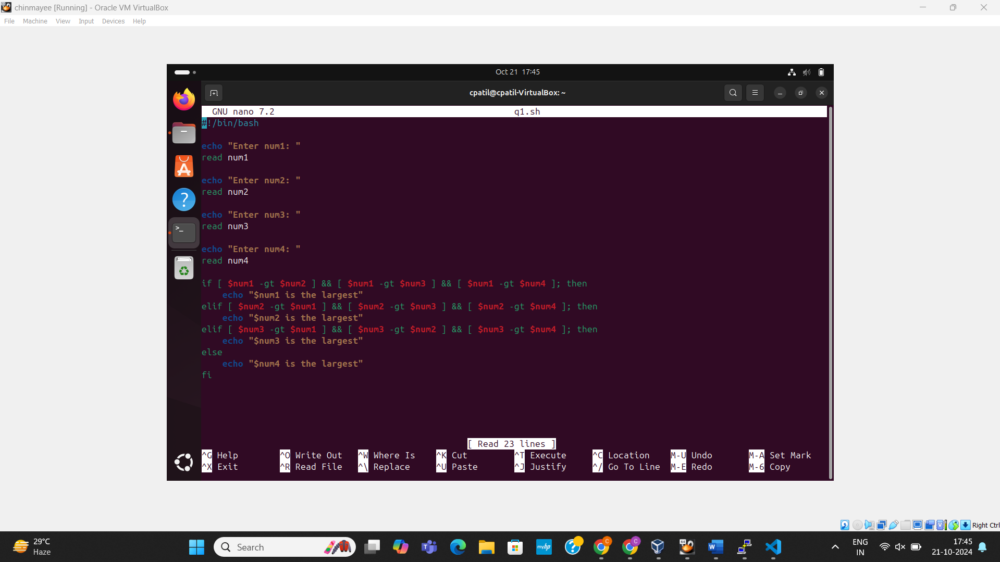 chinmayee [Running] - Oracle VM VirtualBox
File Machine View Input Devices Help
Oct 21 17:45
cpatil@cpatil-VirtualBox: ~
GNU nano 7.2 q1.sh
#!/bin/bash
echo "Enter num1: "
read num1
echo "Enter num2: "
read num2
echo "Enter num3: "
read num3
echo "Enter num4: "
read num4
if [ $num1 -gt $num2 ] && [ $num1 -gt $num3 ] && [ $num1 -gt $num4 ]; then
    echo "$num1 is the largest"
elif [ $num2 -gt $num1 ] && [ $num2 -gt $num3 ] && [ $num2 -gt $num4 ]; then
    echo "$num2 is the largest"
elif [ $num3 -gt $num1 ] && [ $num3 -gt $num2 ] && [ $num3 -gt $num4 ]; then
    echo "$num3 is the largest"
else
    echo "$num4 is the largest"
fi
[ Read 23 lines ]
^G Help ^O Write Out ^W Where Is ^K Cut ^T Execute ^C Location M-U Undo M-A Set Mark
^X Exit ^R Read File ^\ Replace ^U Paste ^J Justify ^/ Go To Line M-E Redo M-6 Copy
Right Ctrl
29°C
Haze
Search
myhp
ENG
IN
17:45
21-10-2024